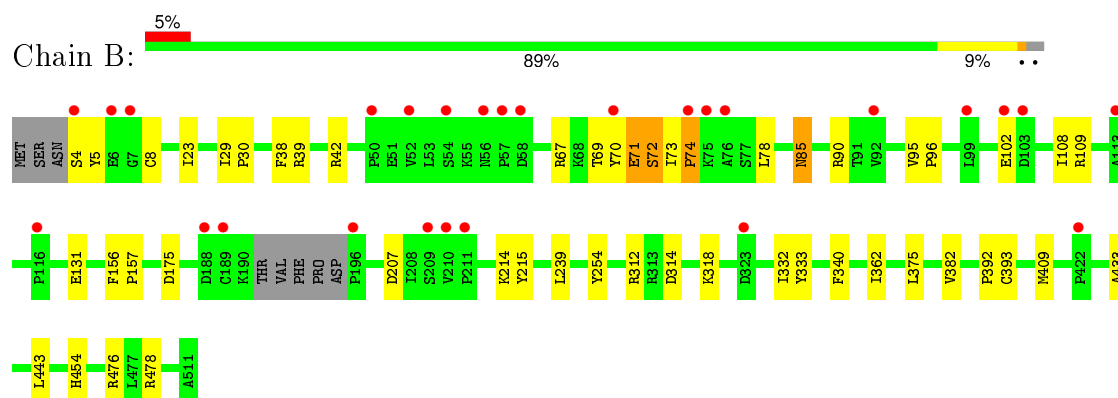 5%
Chain B:
89% 9% • •
MET SER ASN S4 Y5 E6 G7 C8 I23 I29 P30 F38 R39 R42 P50 E51 V52 L53 S54 K55 N56 P57 D58 R67 K68 T69 Y70 E71 S72 I73 P74 K75 A76 S77 L78 N85 R90 T91 V92 V95 P96 L99 E102 D103 I108 R109 A113
P116 E131 F156 P157 D175 D188 C189 K190 THR VAL PHE PRO ASP P196 D207 I208 S209 V210 P211 K214 Y215 L239 Y254 R312 R313 D314 K318 D323 I332 Y333 F340 I362 L375 V382 P392 C393 M409 P422
L443 H454 R476 L477 R478 A511